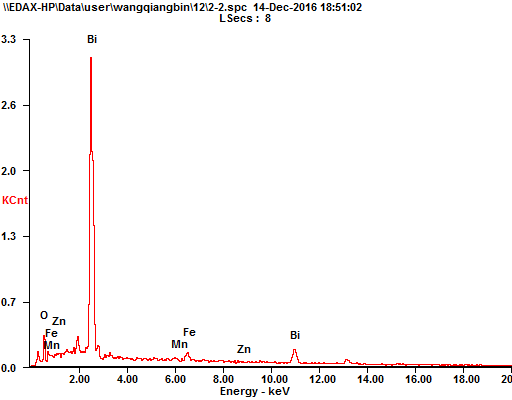 \\EDAX-HP\Data\user\wangqiangbin\12\2-2.spc 14-Dec-2016 18:51:02
LSecs : 8
3.3
Bi
2.6
2.0
KCnt
1.3
0.7
O
Zn
Fe
Mn
Fe
Mn
Zn
Bi
0.0
2.00 4.00 6.00 8.00 10.00 12.00 14.00 16.00 18.00 20.0
Energy - keV